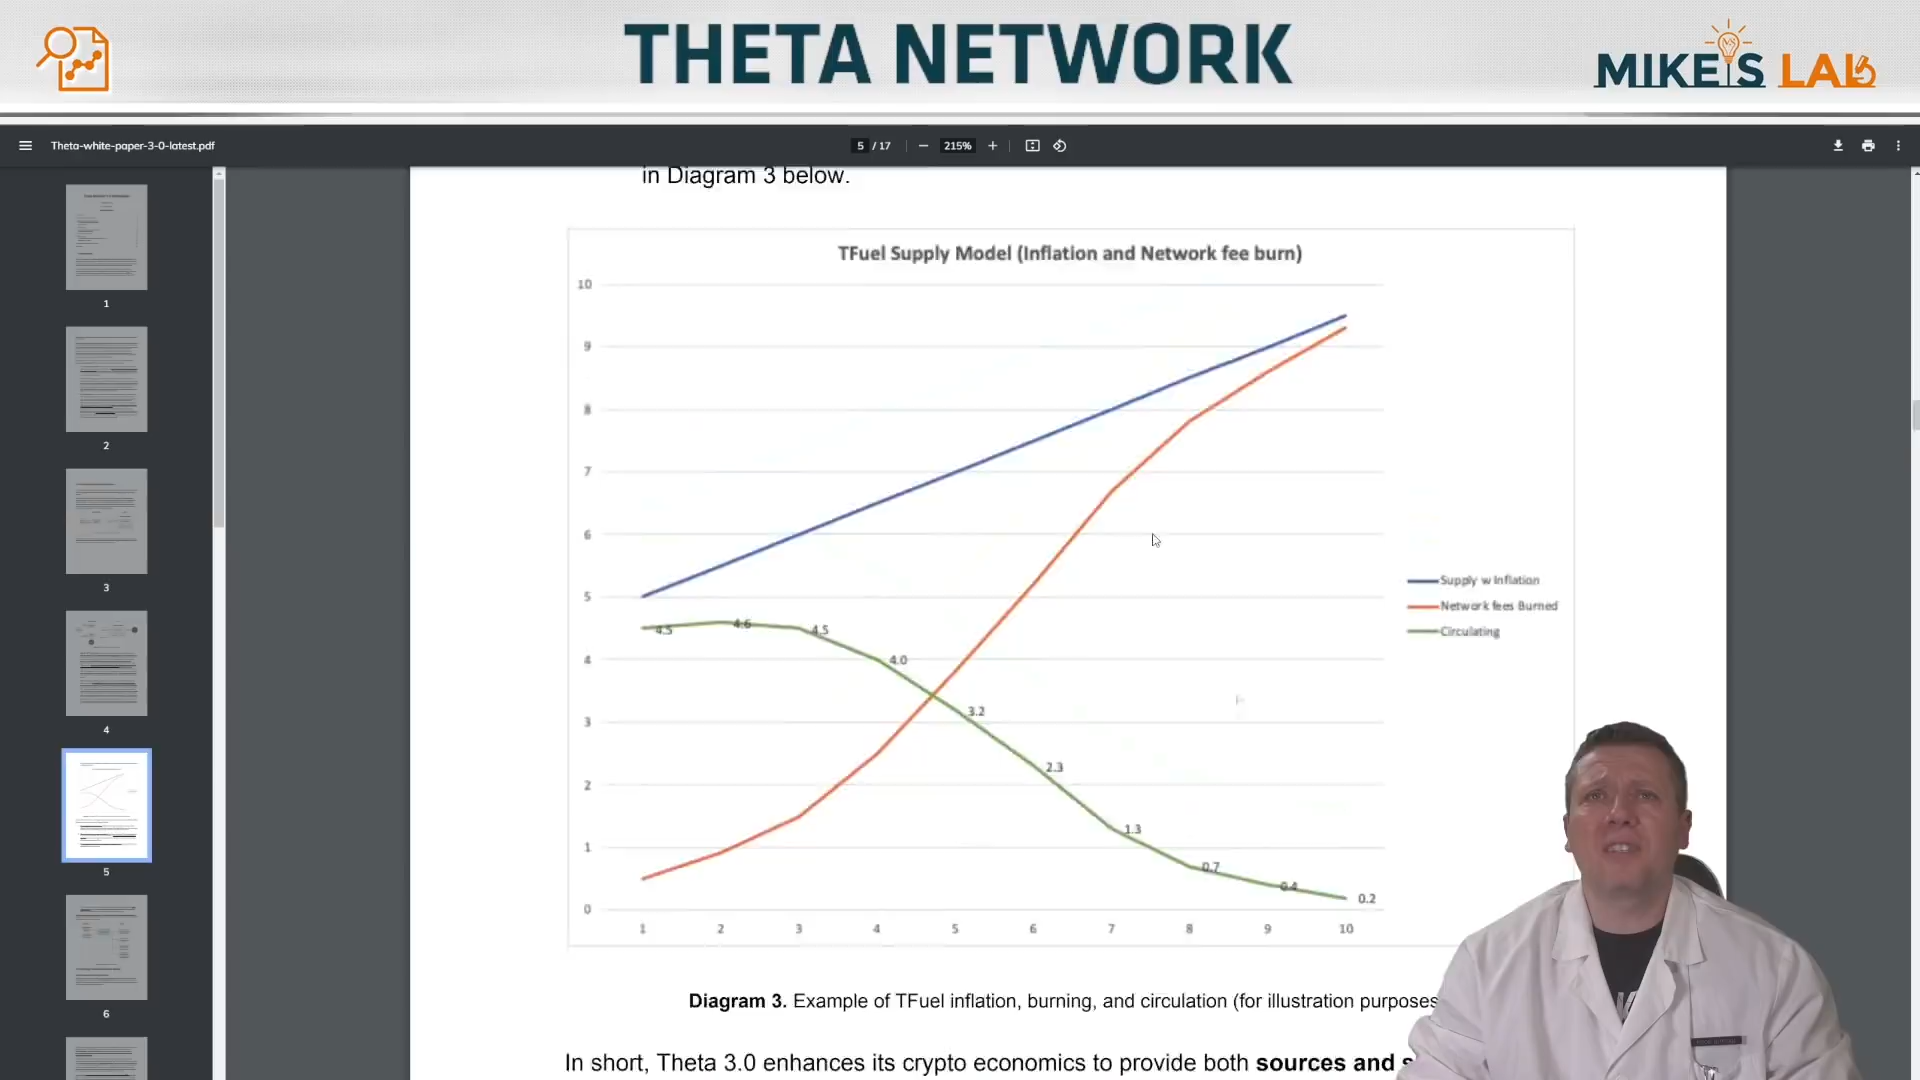 THETA NETWORK
MIKE'S LAB
Theta-white-paper-3-0-latest.pdf
5 / 17
215%
in Diagram 3 below.
TFuel Supply Model (Inflation and Network fee burn)
10
9
8
7
6
5
4
3
2
1
0
4.5
4.6
4.5
4.0
3.2
2.3
1.3
0.7
0.4
0.2
1 2 3 4 5 6 7 8 9 10
Supply w Inflation
Network fees Burned
Circulating
Diagram 3. Example of TFuel inflation, burning, and circulation (for illustration purposes
In short, Theta 3.0 enhances its crypto economics to provide both sources and s
1
2
3
4
5
6